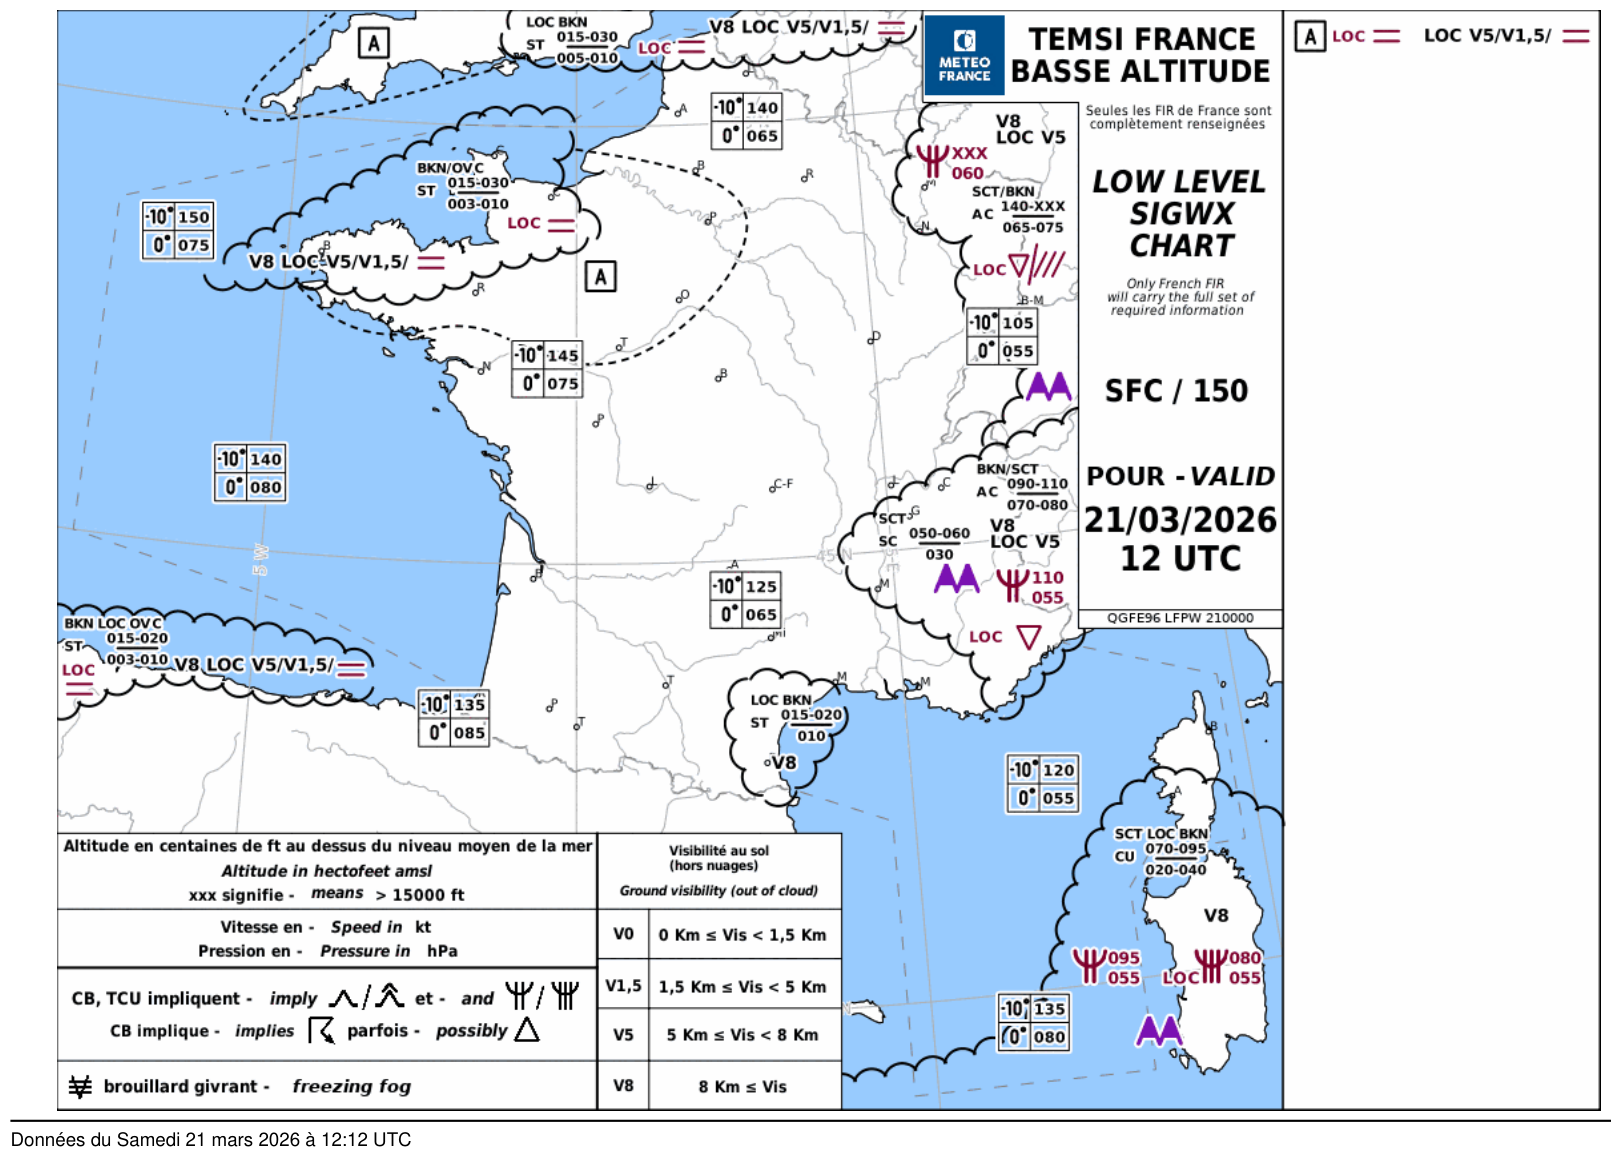 A
LOC BKN
ST 015-030
005-010
LOC
V8 LOC V5/V1,5/
METEO
FRANCE
TEMSI FRANCE
BASSE ALTITUDE
A LOC LOC V5/V1,5/
Seules les FIR de France sont
complètement renseignées
LOW LEVEL
SIGWX
CHART
Only French FIR
will carry the full set of
required information
SFC / 150
POUR - VALID
21/03/2026
12 UTC
QGFE96 LFPW 210000
-10° 140
0° 065
V8
LOC V5
XXX
060
SCT/BKN
AC 140-XXX
065-075
LOC
B-M
-10° 105
0° 055
BKN/OVC
ST 015-030
003-010
LOC
V8 LOC V5/V1,5/
-10° 150
0° 075
A
-10° 145
0° 075
-10° 140
0° 080
5 W
45 N
5 E
C-F
BKN/SCT
AC 090-110
070-080
SCT
SC 050-060
030
V8
LOC V5
110
055
LOC
-10° 125
0° 065
Mi
BKN LOC OVC
ST 015-020
003-010
LOC
V8 LOC V5/V1,5/
-10° 135
0° 085
LOC BKN
ST 015-020
010
V8
-10° 120
0° 055
SCT LOC BKN
CU 070-095
020-040
V8
095
055
LOC 080
055
-10° 135
0° 080
Altitude en centaines de ft au dessus du niveau moyen de la mer
Altitude in hectofeet amsl
xxx signifie - means > 15000 ft
Vitesse en - Speed in kt
Pression en - Pressure in hPa
CB, TCU impliquent - imply / et - and /
CB implique - implies parfois - possibly
brouillard givrant - freezing fog
Visibilité au sol
(hors nuages)
Ground visibility (out of cloud)
V0 0 Km ≤ Vis < 1,5 Km
V1,5 1,5 Km ≤ Vis < 5 Km
V5 5 Km ≤ Vis < 8 Km
V8 8 Km ≤ Vis
Données du Samedi 21 mars 2026 à 12:12 UTC